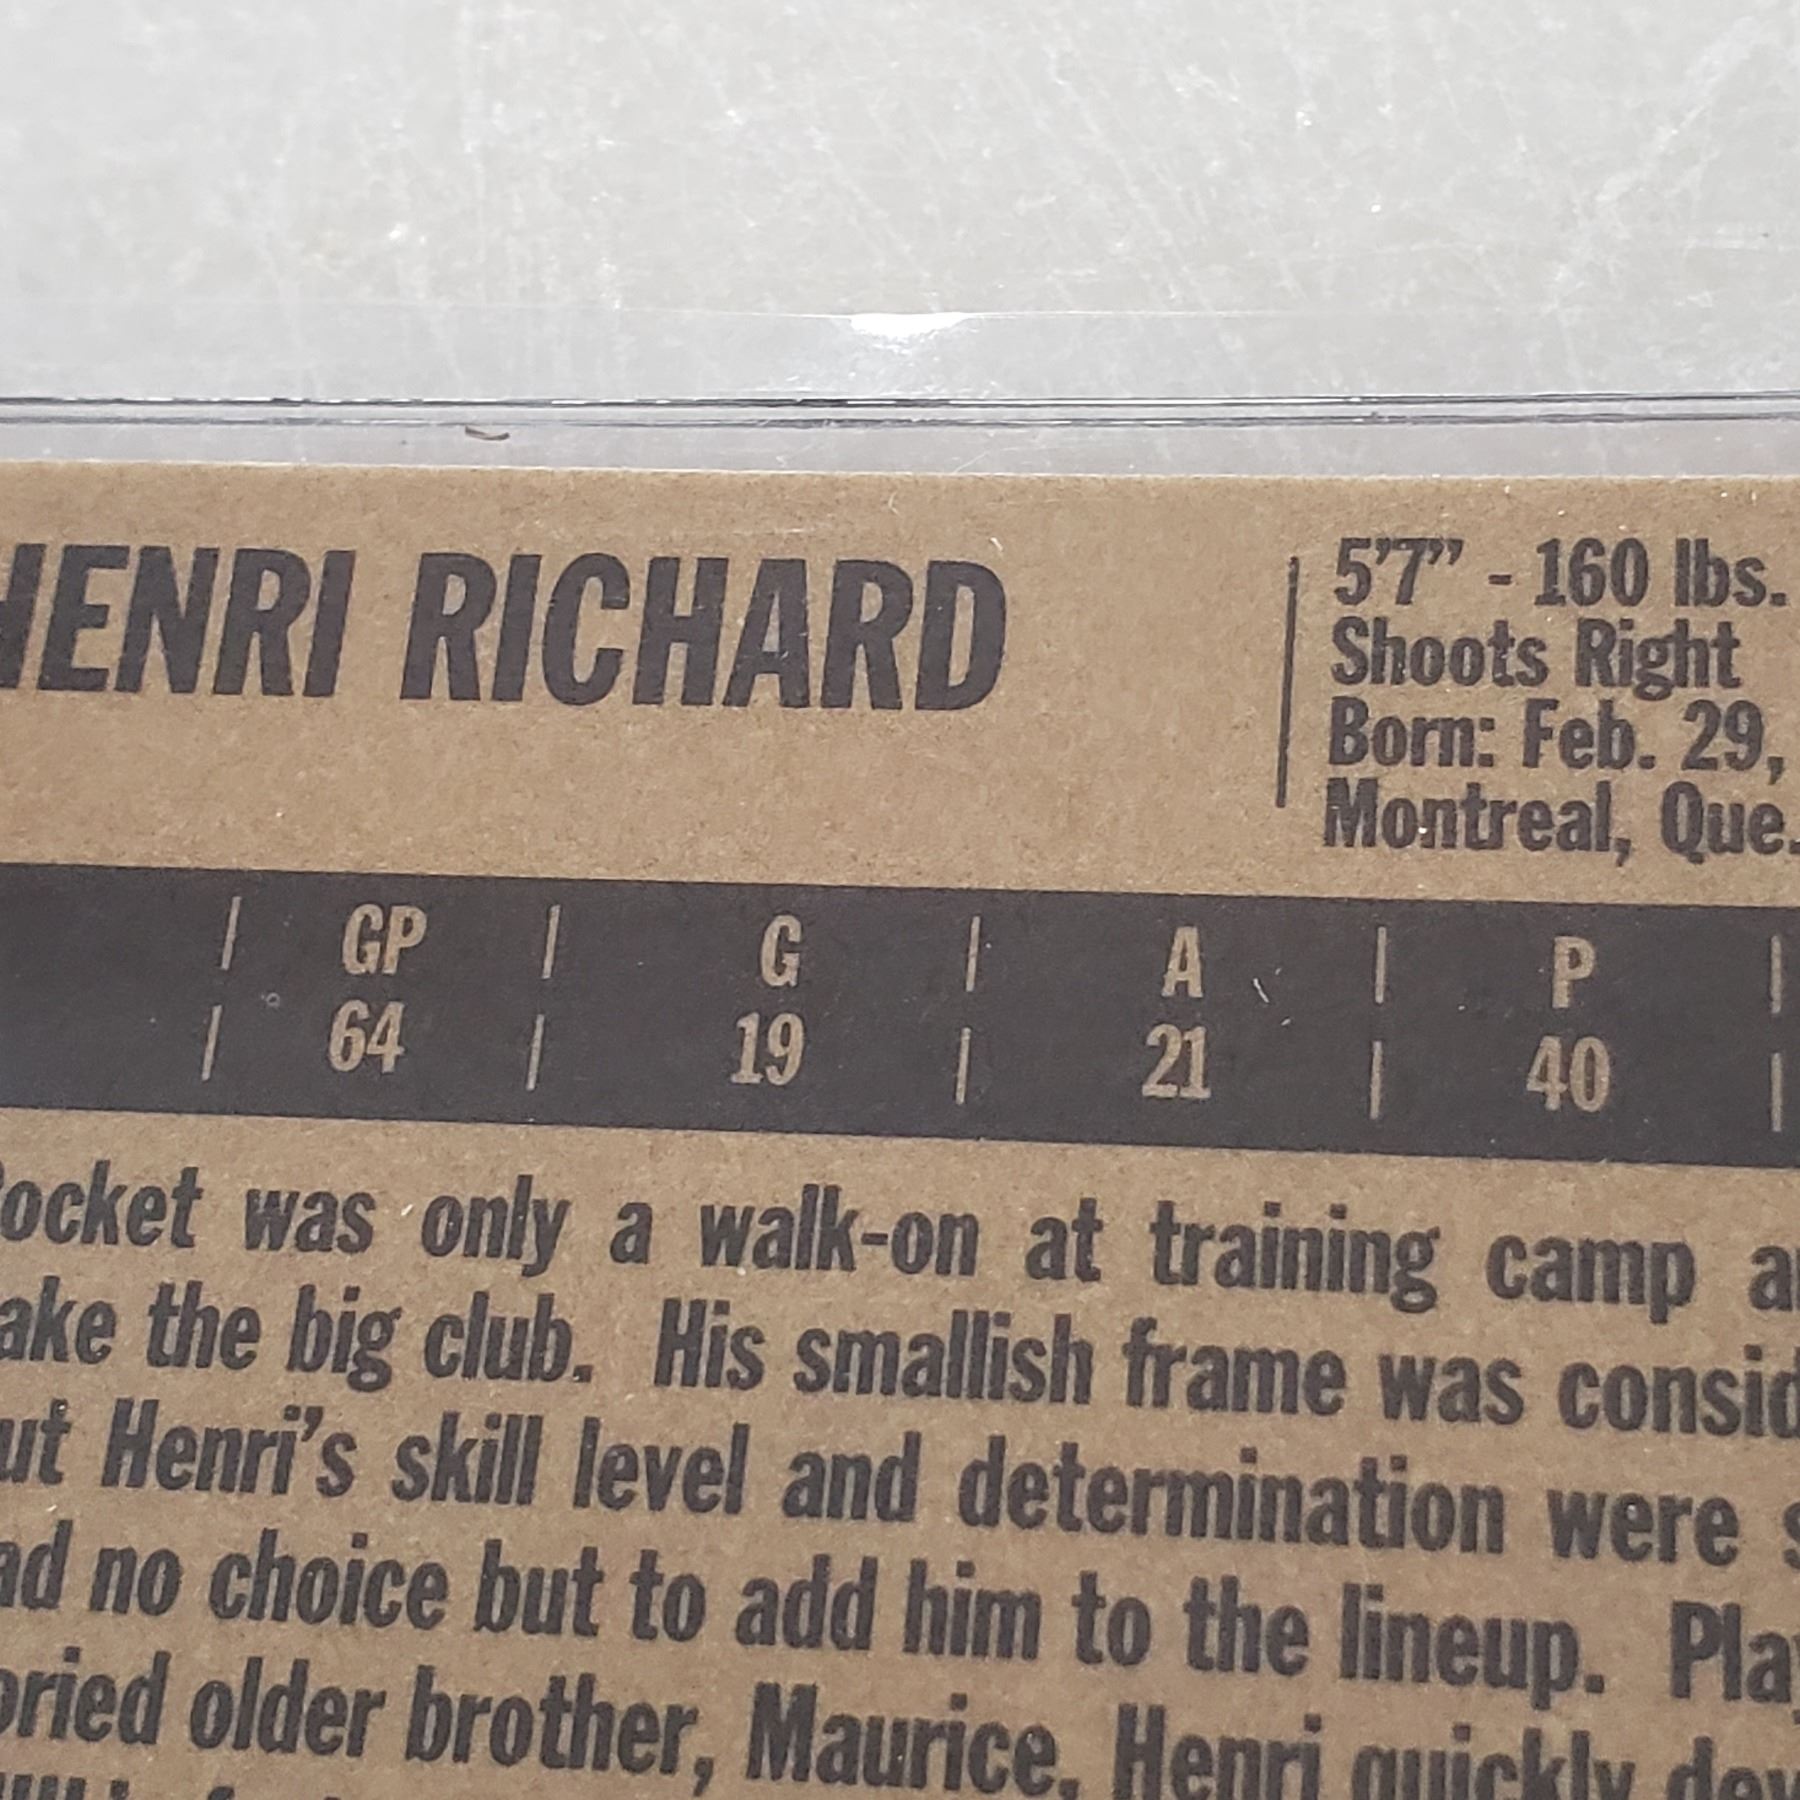 HENRI RICHARD
5'7” - 160 lbs.
Shoots Right
Born: Feb. 29,
Montreal, Que.
| GP | G | A | P |
| 64 | 19 | 21 | 40 |
ocket was only a walk-on at training camp a
ake the big club. His smallish frame was consid
ut Henri's skill level and determination were s
ad no choice but to add him to the lineup. Play
oried older brother, Maurice, Henri quickly dev